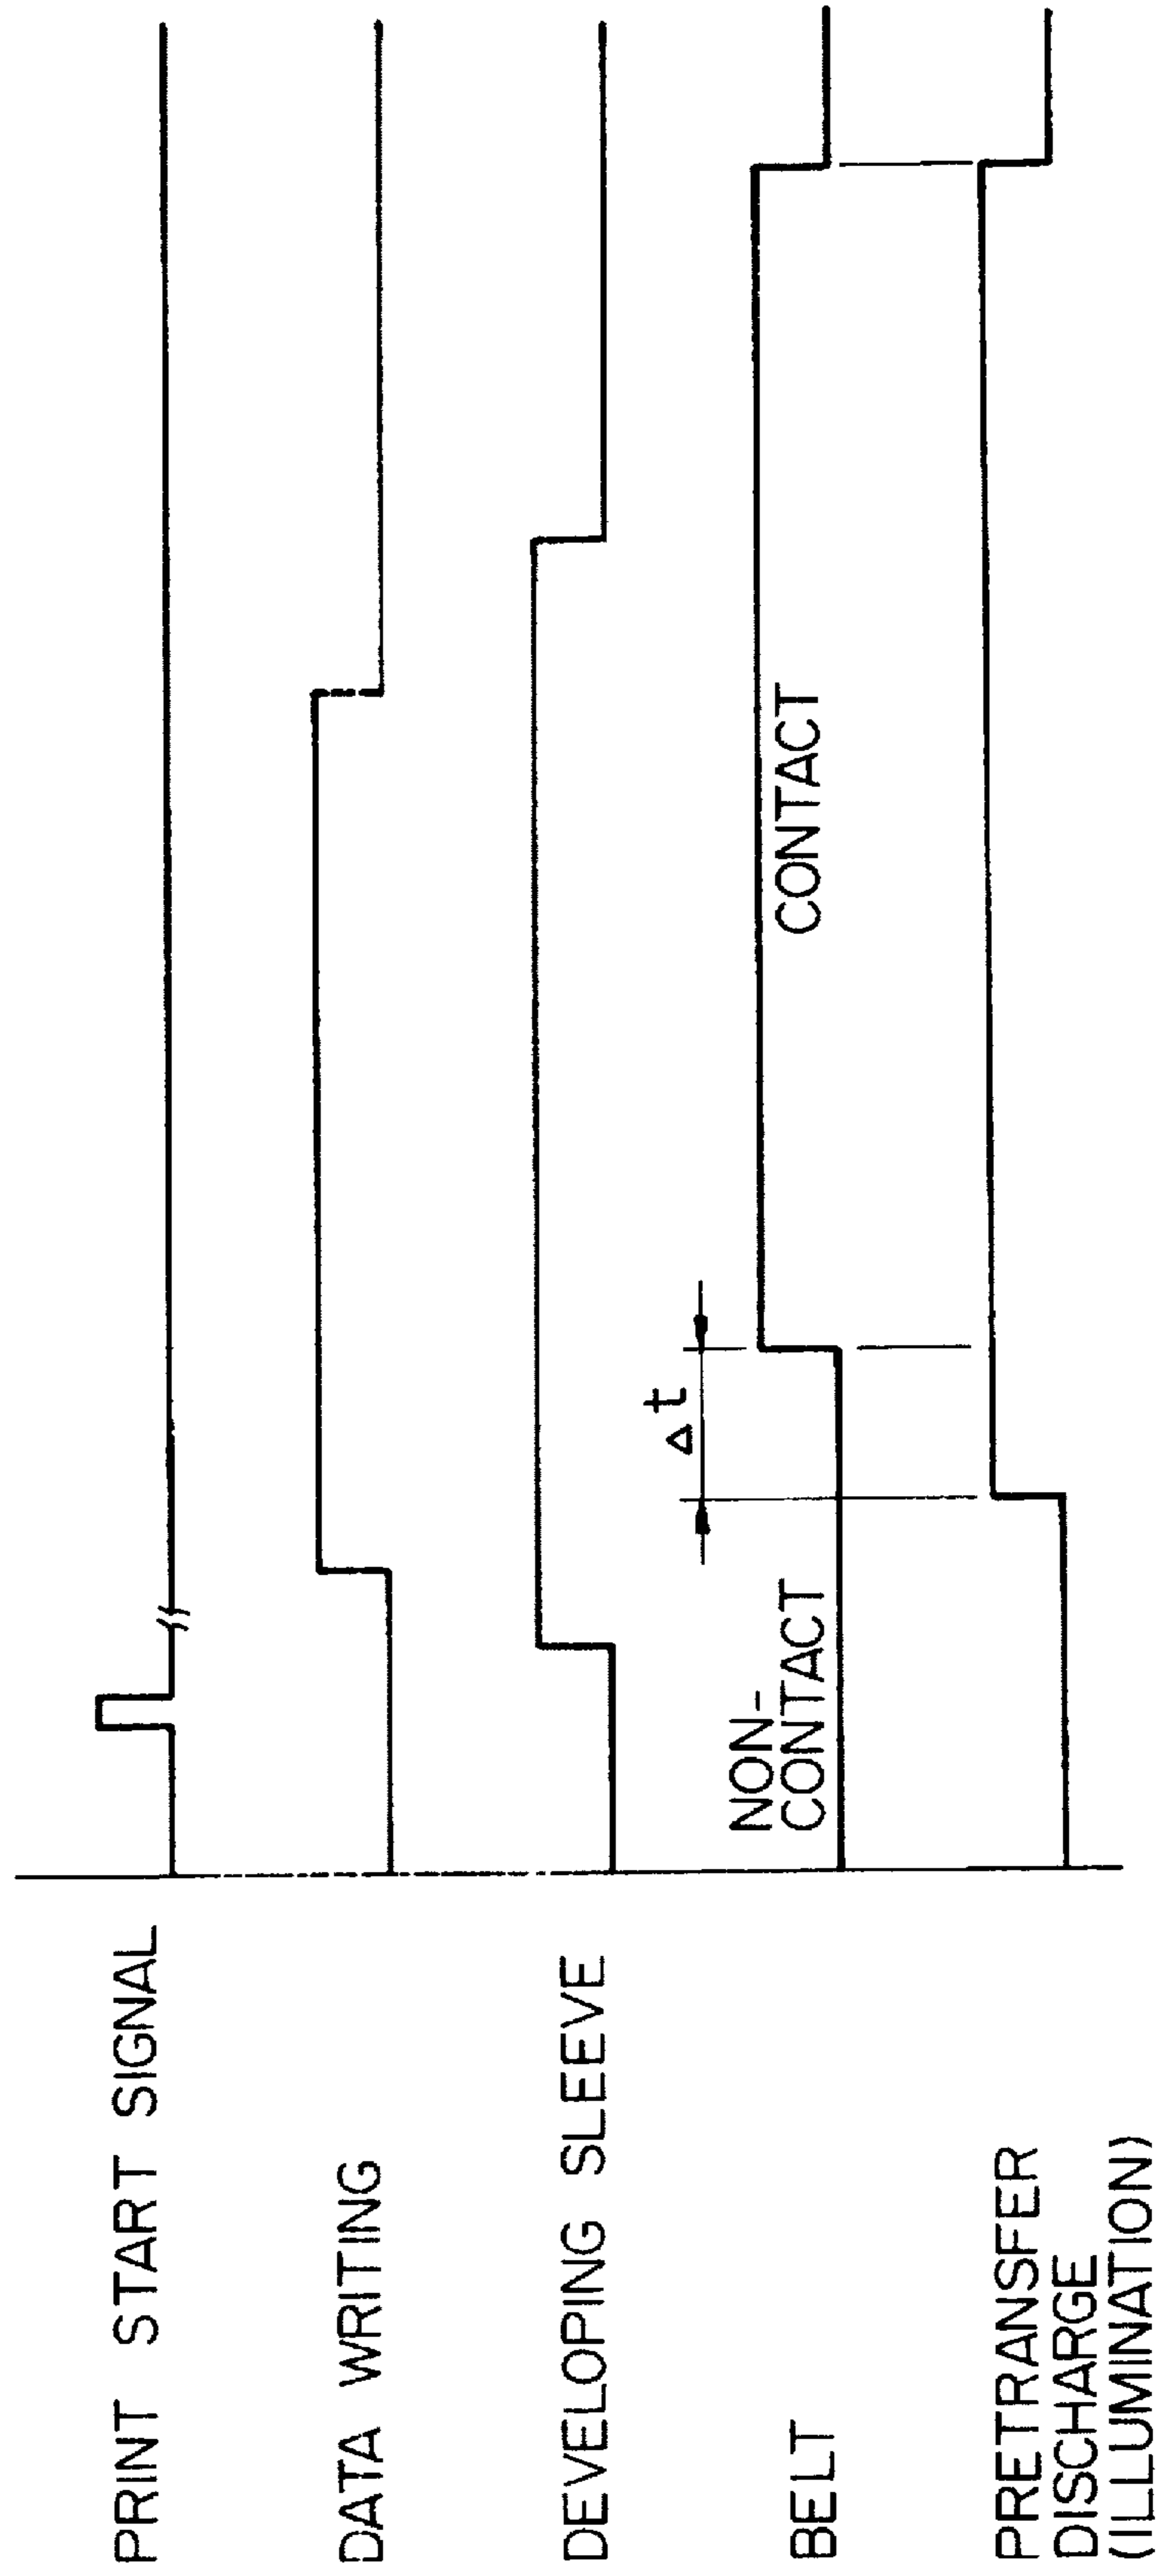 PRINT START SIGNAL
DATA WRITING
DEVELOPING SLEEVE
Δt
BELT
NON-
CONTACT
CONTACT
PRETRANSFER
DISCHARGE
(ILLUMINATION)